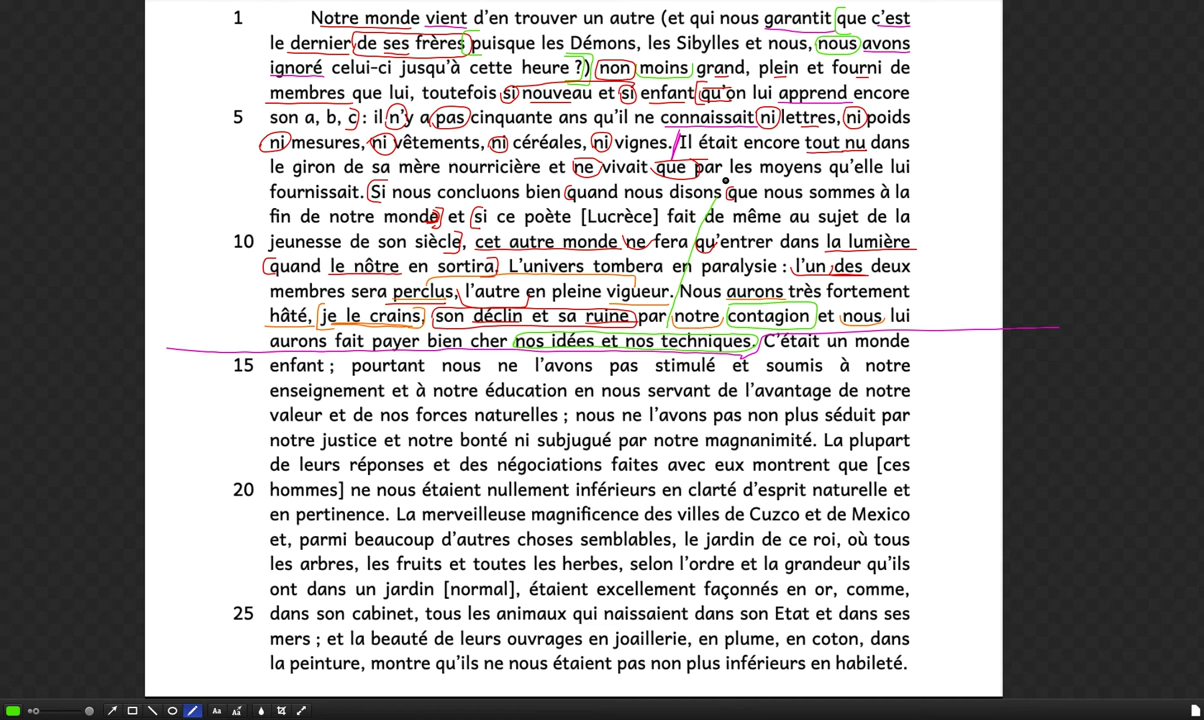 1 Notre monde vient d’en trouver un autre (et qui nous garantit que c’est
le dernier de ses frères puisque les Démons, les Sibylles et nous, nous avons
ignoré celui-ci jusqu’à cette heure ?) non moins grand, plein et fourni de
membres que lui, toutefois si nouveau et si enfant qu’on lui apprend encore
5 son a, b, c : il n’y a pas cinquante ans qu’il ne connaissait ni lettres, ni poids
ni mesures, ni vêtements, ni céréales, ni vignes. Il était encore tout nu dans
le giron de sa mère nourricière et ne vivait que par les moyens qu’elle lui
fournissait. Si nous concluons bien quand nous disons que nous sommes à la
fin de notre monde et si ce poète [Lucrèce] fait de même au sujet de la
10 jeunesse de son siècle, cet autre monde ne fera qu’entrer dans la lumière
quand le nôtre en sortira. L’univers tombera en paralysie : l’un des deux
membres sera perclus, l’autre en pleine vigueur. Nous aurons très fortement
hâté, je le crains, son déclin et sa ruine par notre contagion et nous lui
aurons fait payer bien cher nos idées et nos techniques. C’était un monde
15 enfant ; pourtant nous ne l’avons pas stimulé et soumis à notre
enseignement et à notre éducation en nous servant de l’avantage de notre
valeur et de nos forces naturelles ; nous ne l’avons pas non plus séduit par
notre justice et notre bonté ni subjugué par notre magnanimité. La plupart
de leurs réponses et des négociations faites avec eux montrent que [ces
20 hommes] ne nous étaient nullement inférieurs en clarté d’esprit naturelle et
en pertinence. La merveilleuse magnificence des villes de Cuzco et de Mexico
et, parmi beaucoup d’autres choses semblables, le jardin de ce roi, où tous
les arbres, les fruits et toutes les herbes, selon l’ordre et la grandeur qu’ils
ont dans un jardin [normal], étaient excellement façonnés en or, comme,
25 dans son cabinet, tous les animaux qui naissaient dans son Etat et dans ses
mers ; et la beauté de leurs ouvrages en joaillerie, en plume, en coton, dans
la peinture, montre qu’ils ne nous étaient pas non plus inférieurs en habileté.
Aa Aa